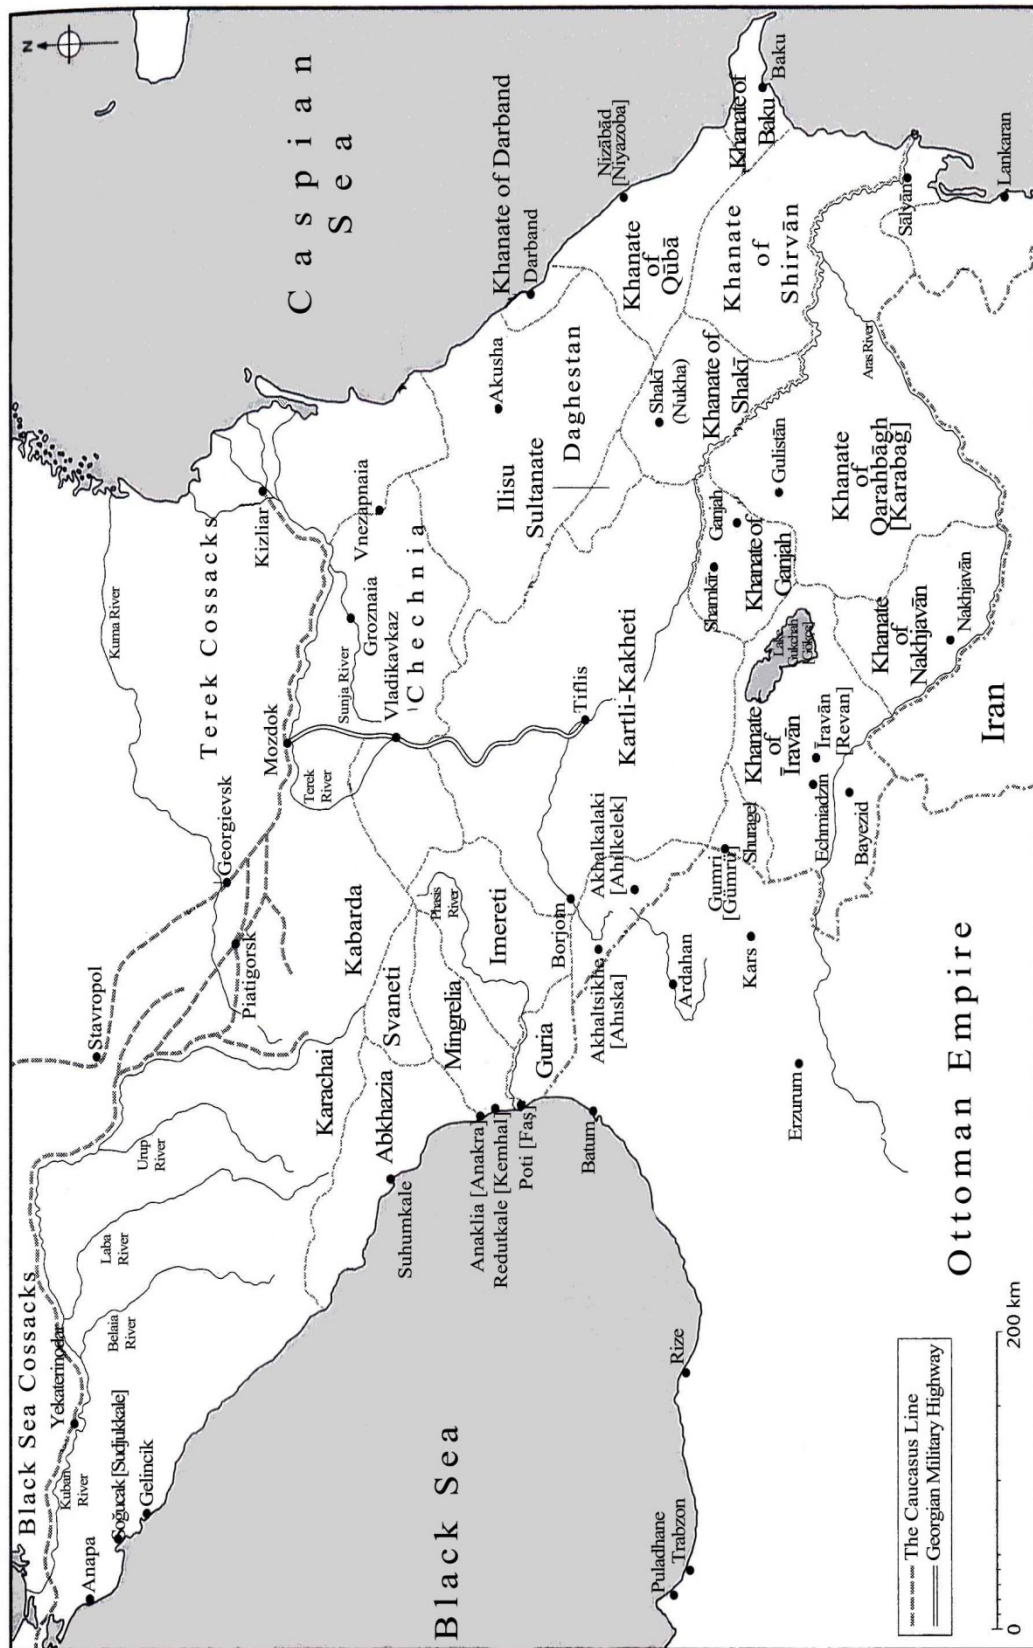 N
Caspian
Sea
Black Sea Cossacks
Stavropol
Terek Cossacks
Kuma River
Georgievsk
Piatigorsk
Mozdok
Kizliar
Yekaterinodar
Kuban
River
Anapa
Soğucak [Sudjukkale]
Gelincik
Belaia
River
Laba
River
Urup
River
Karachai
Kabarda
Terek
River
Sunja River
Groznaia
Vnezapnaia
Vladikavkaz
Chechnia
Abkhazia
Svaneti
Suhumkale
Mingrelia
Phasis
River
Imereti
Anaklia [Anakra]
Redutkale [Kemhal]
Poti [Faş]
Guria
Batum
Borjom
Akhaltsikhe
[Ahıska]
Akhalkalaki
[Ahilkelek]
Ardahan
Tiflis
Kartli-Kakheti
Ilisu
Sultanate
Daghestan
Akusha
Khanate of Darband
Darband
Nizābād
[Niyazoba]
Khanate
of
Qūbā
Shakī
(Nukha)
Khanate of
Shakī
Khanate
of
Shirvān
Khanate of
Baku
Baku
Sālyān
Lankaran
Shamkīr
Ganjah
Khanate of
Ganjah
Gulistān
Khanate
of
Qarahbāgh
[Karabag]
Aras River
Lake
Gukchah
[Gökçe]
Khanate
of
Nakhjavān
Nakhjavān
Khanate
of
Īravān
Īravān
[Revan]
Echmiadzin
Bayezid
Shuragel
Gumri
[Gümrü]
Kars
Erzurum
Iran
Ottoman Empire
Black Sea
Rize
Puladhane
Trabzon
The Caucasus Line
Georgian Military Highway
0 200 km